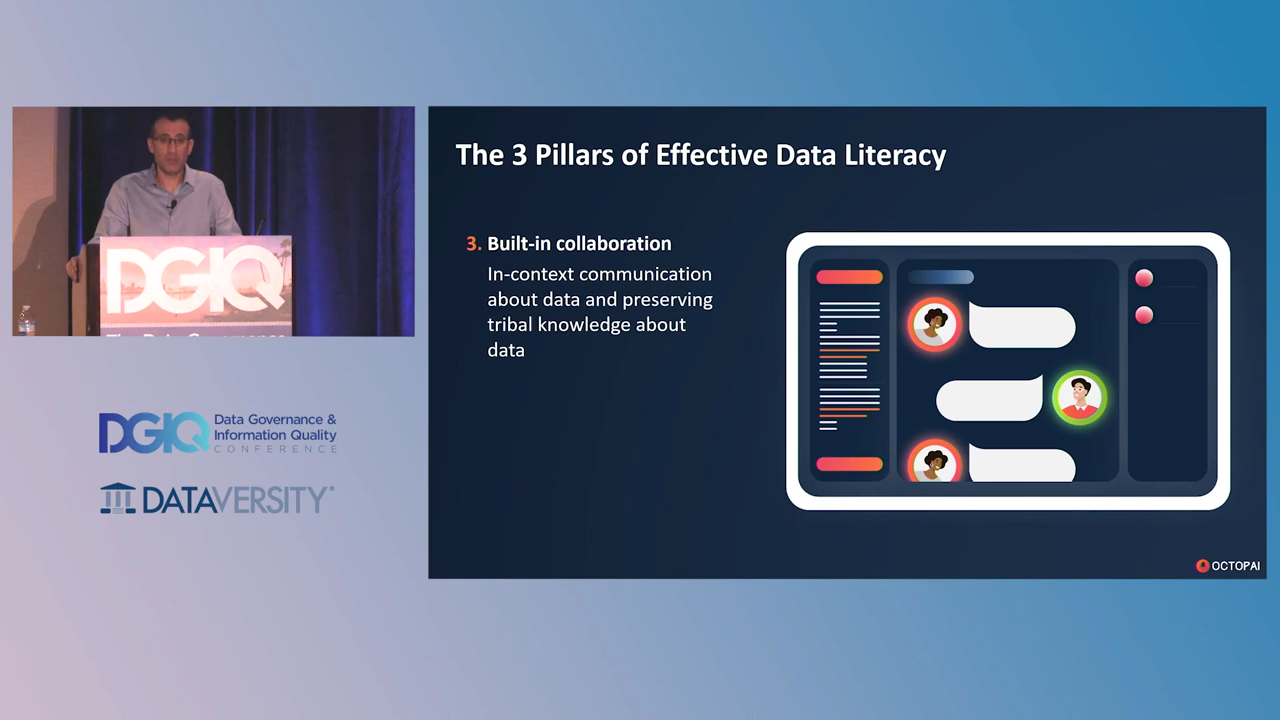 The 3 Pillars of Effective Data Literacy
3. Built-in collaboration
In-context communication
about data and preserving
tribal knowledge about
data
OCTOPAI
DGIQ
DGIQ Data Governance &
Information Quality
CONFERENCE
DATAVERSITY